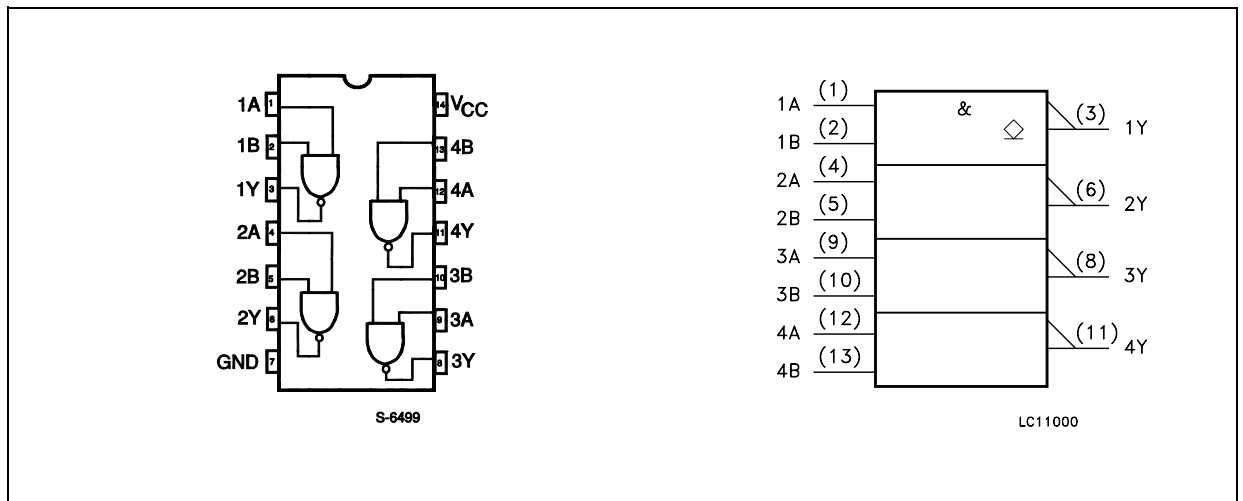 1A 1 14 VCC
1B 2 13 4B
1Y 3 12 4A
2A 4 11 4Y
2B 5 10 3B
2Y 6 9 3A
GND 7 8 3Y
S-6499
1A (1)
1B (2)
2A (4)
2B (5)
3A (9)
3B (10)
4A (12)
4B (13)
&
(3) 1Y
(6) 2Y
(8) 3Y
(11) 4Y
LC11000